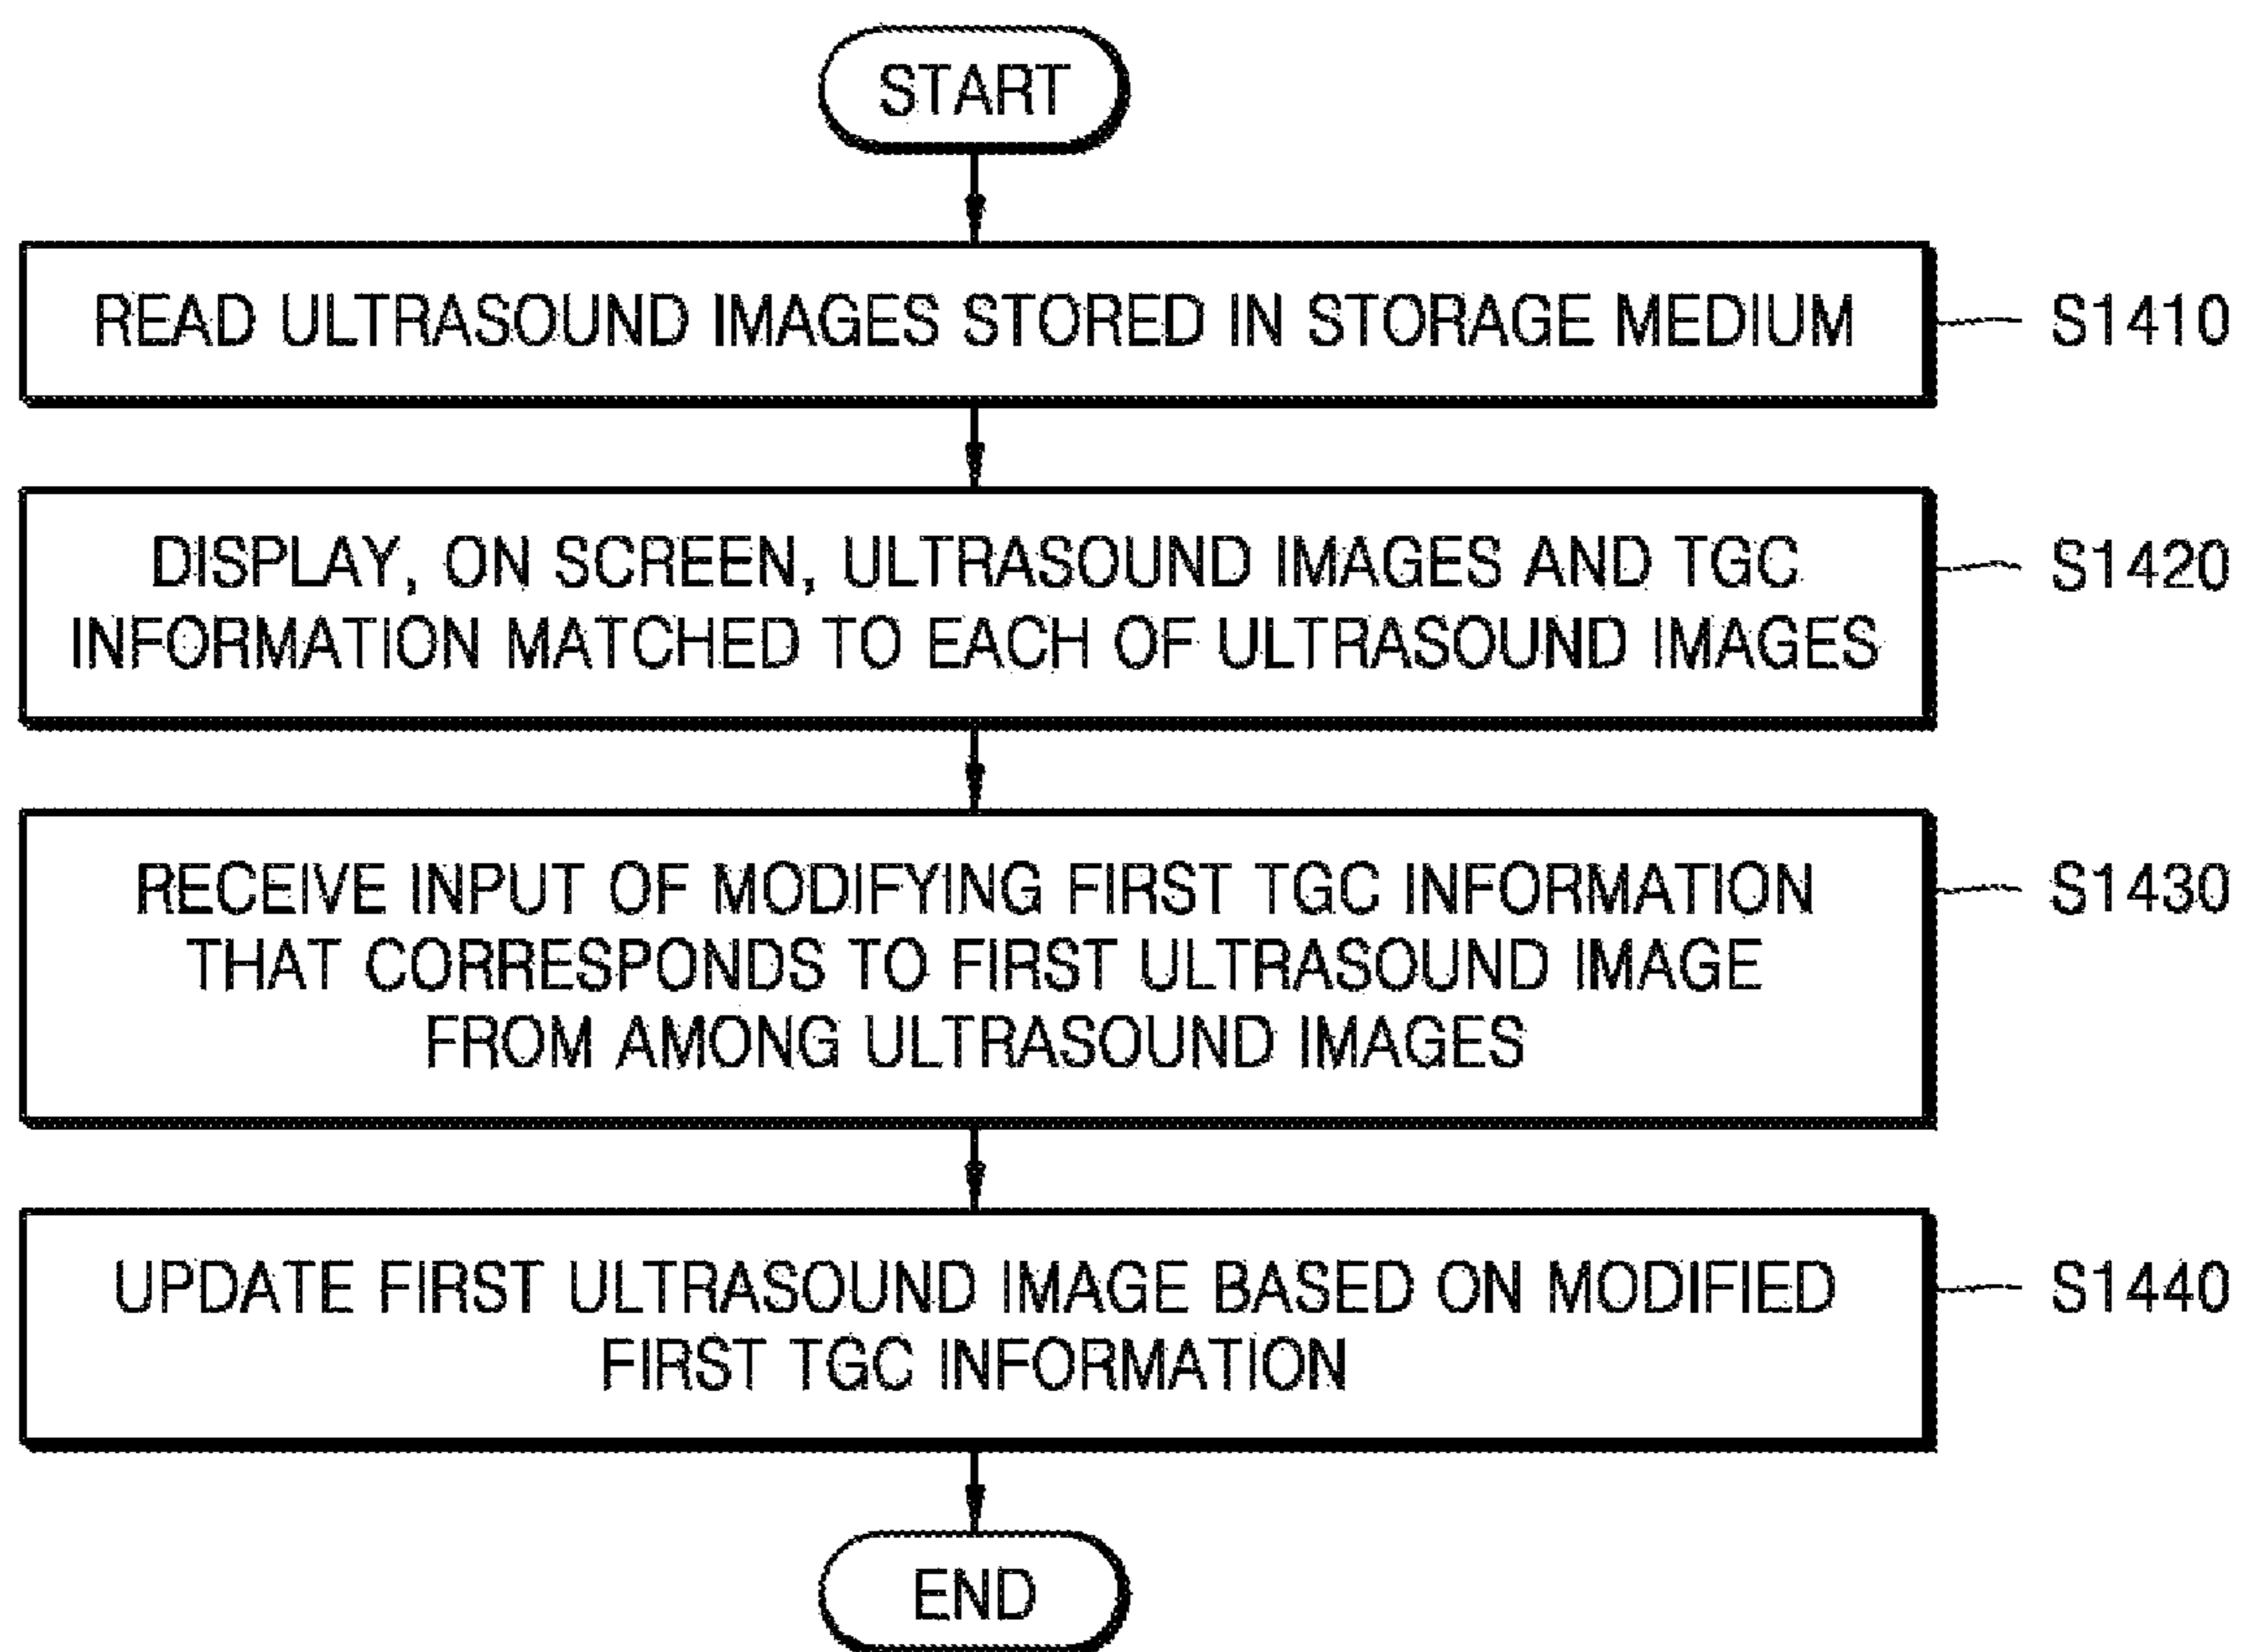 START
READ ULTRASOUND IMAGES STORED IN STORAGE MEDIUM
S1410
DISPLAY, ON SCREEN, ULTRASOUND IMAGES AND TGC
INFORMATION MATCHED TO EACH OF ULTRASOUND IMAGES
S1420
RECEIVE INPUT OF MODIFYING FIRST TGC INFORMATION
THAT CORRESPONDS TO FIRST ULTRASOUND IMAGE
FROM AMONG ULTRASOUND IMAGES
S1430
UPDATE FIRST ULTRASOUND IMAGE BASED ON MODIFIED
FIRST TGC INFORMATION
S1440
END